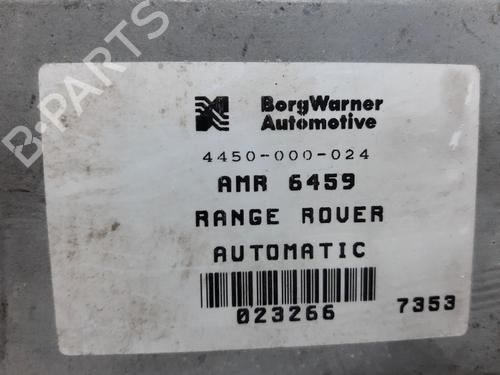 B-PARTS
BorgWarner
Automotive
4450-000-024
AMR 6459
RANGE ROVER
AUTOMATIC
023266
7353